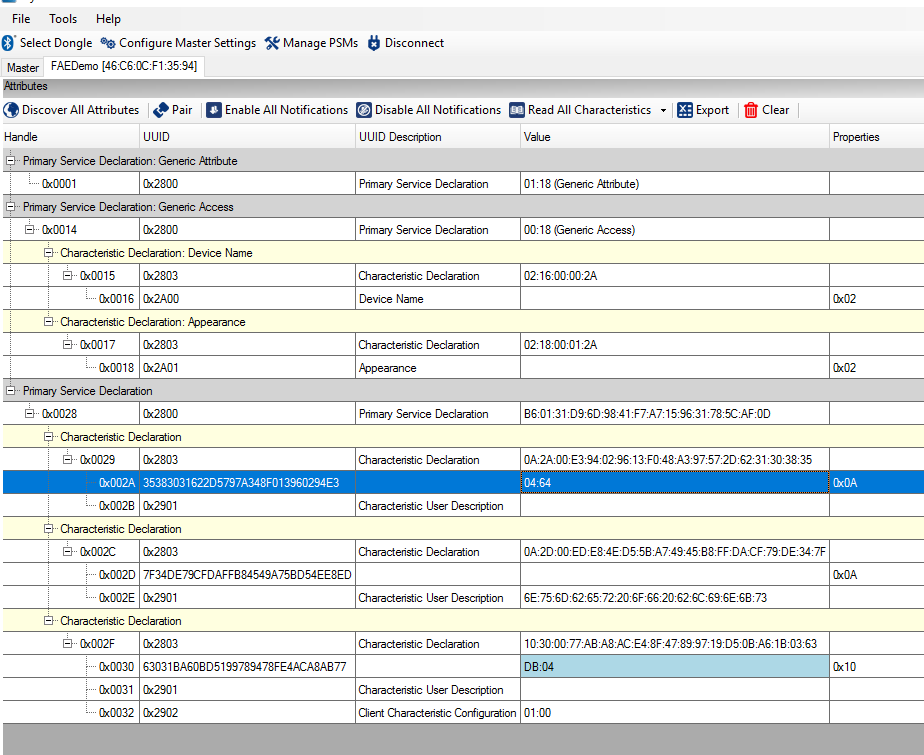 File Tools Help
Select Dongle Configure Master Settings Manage PSMs Disconnect
Master FAEDemo [46:C6:0C:F1:35:94]
Attributes
Discover All Attributes Pair Enable All Notifications Disable All Notifications Read All Characteristics Export Clear
Handle UUID UUID Description Value Properties
Primary Service Declaration: Generic Attribute
0x0001 0x2800 Primary Service Declaration 01:18 (Generic Attribute)
Primary Service Declaration: Generic Access
0x0014 0x2800 Primary Service Declaration 00:18 (Generic Access)
Characteristic Declaration: Device Name
0x0015 0x2803 Characteristic Declaration 02:16:00:00:2A
0x0016 0x2A00 Device Name 0x02
Characteristic Declaration: Appearance
0x0017 0x2803 Characteristic Declaration 02:18:00:01:2A
0x0018 0x2A01 Appearance 0x02
Primary Service Declaration
0x0028 0x2800 Primary Service Declaration B6:01:31:D9:6D:98:41:F7:A7:15:96:31:78:5C:AF:0D
Characteristic Declaration
0x0029 0x2803 Characteristic Declaration 0A:2A:00:E3:94:02:96:13:F0:48:A3:97:57:2D:62:31:30:38:35
0x002A 35383031622D5797A348F013960294E3 04:64 0x0A
0x002B 0x2901 Characteristic User Description
Characteristic Declaration
0x002C 0x2803 Characteristic Declaration 0A:2D:00:ED:E8:4E:D5:5B:A7:49:45:B8:FF:DA:CF:79:DE:34:7F
0x002D 7F34DE79CFDAFFB84549A75BD54EE8ED 0x0A
0x002E 0x2901 Characteristic User Description 6E:75:6D:62:65:72:20:6F:66:20:62:6C:69:6E:6B:73
Characteristic Declaration
0x002F 0x2803 Characteristic Declaration 10:30:00:77:AB:A8:AC:E4:8F:47:89:97:19:D5:0B:A6:1B:03:63
0x0030 63031BA60BD5199789478FE4ACA8AB77 DB:04 0x10
0x0031 0x2901 Characteristic User Description
0x0032 0x2902 Client Characteristic Configuration 01:00